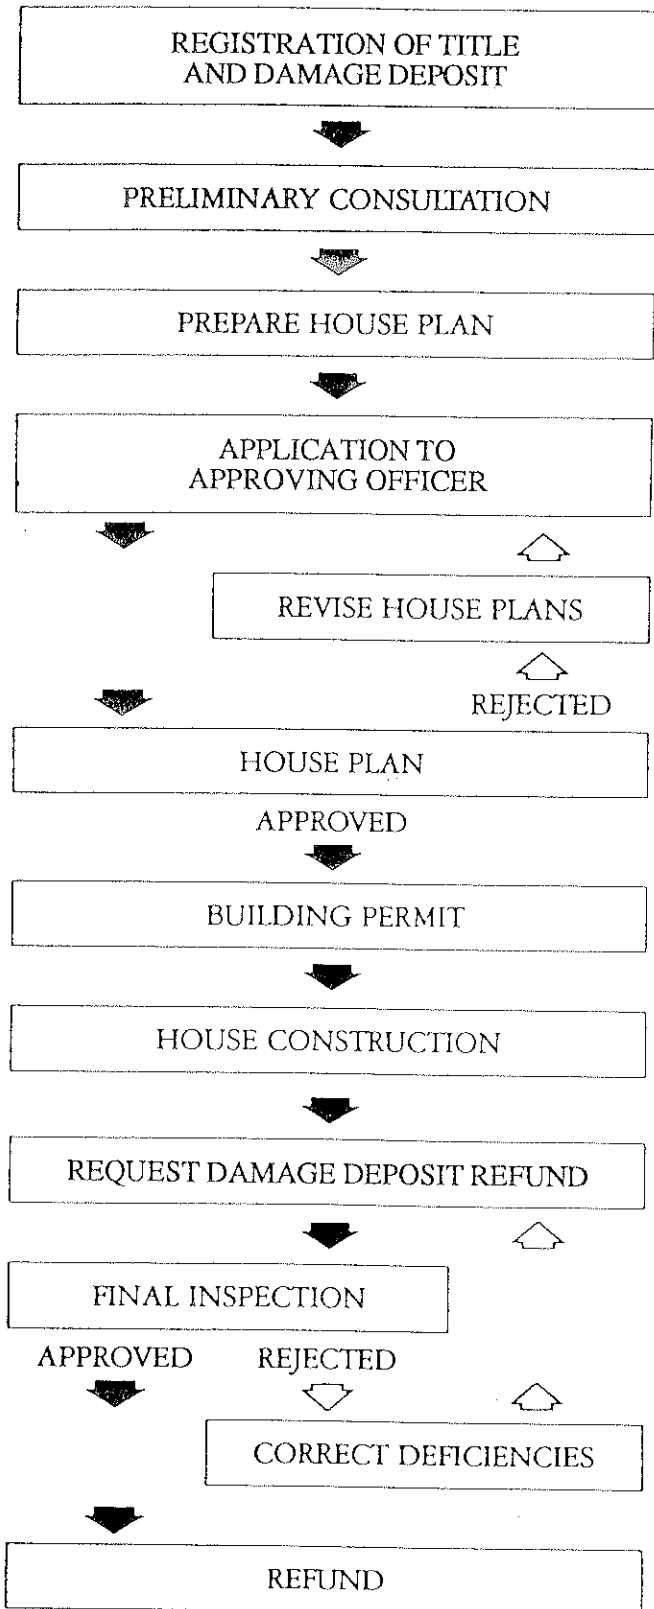 REGISTRATION OF TITLE
AND DAMAGE DEPOSIT
PRELIMINARY CONSULTATION
PREPARE HOUSE PLAN
APPLICATION TO
APPROVING OFFICER
REVISE HOUSE PLANS
REJECTED
HOUSE PLAN
APPROVED
BUILDING PERMIT
HOUSE CONSTRUCTION
REQUEST DAMAGE DEPOSIT REFUND
FINAL INSPECTION
APPROVED REJECTED
CORRECT DEFICIENCIES
REFUND